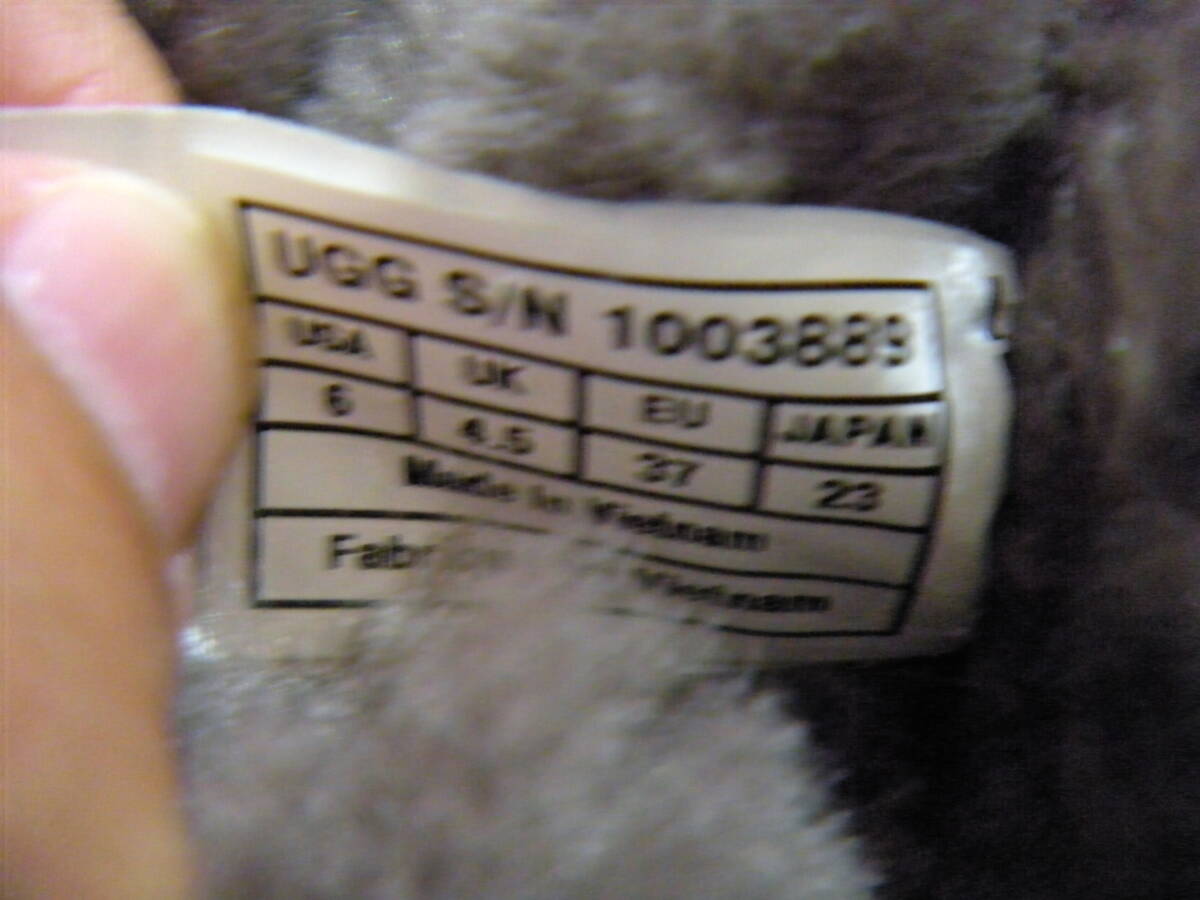 UGG S/N 1003889
USA UK EU JAPAN
6 4.5 37 23
Made in Vietnam
Vietnam